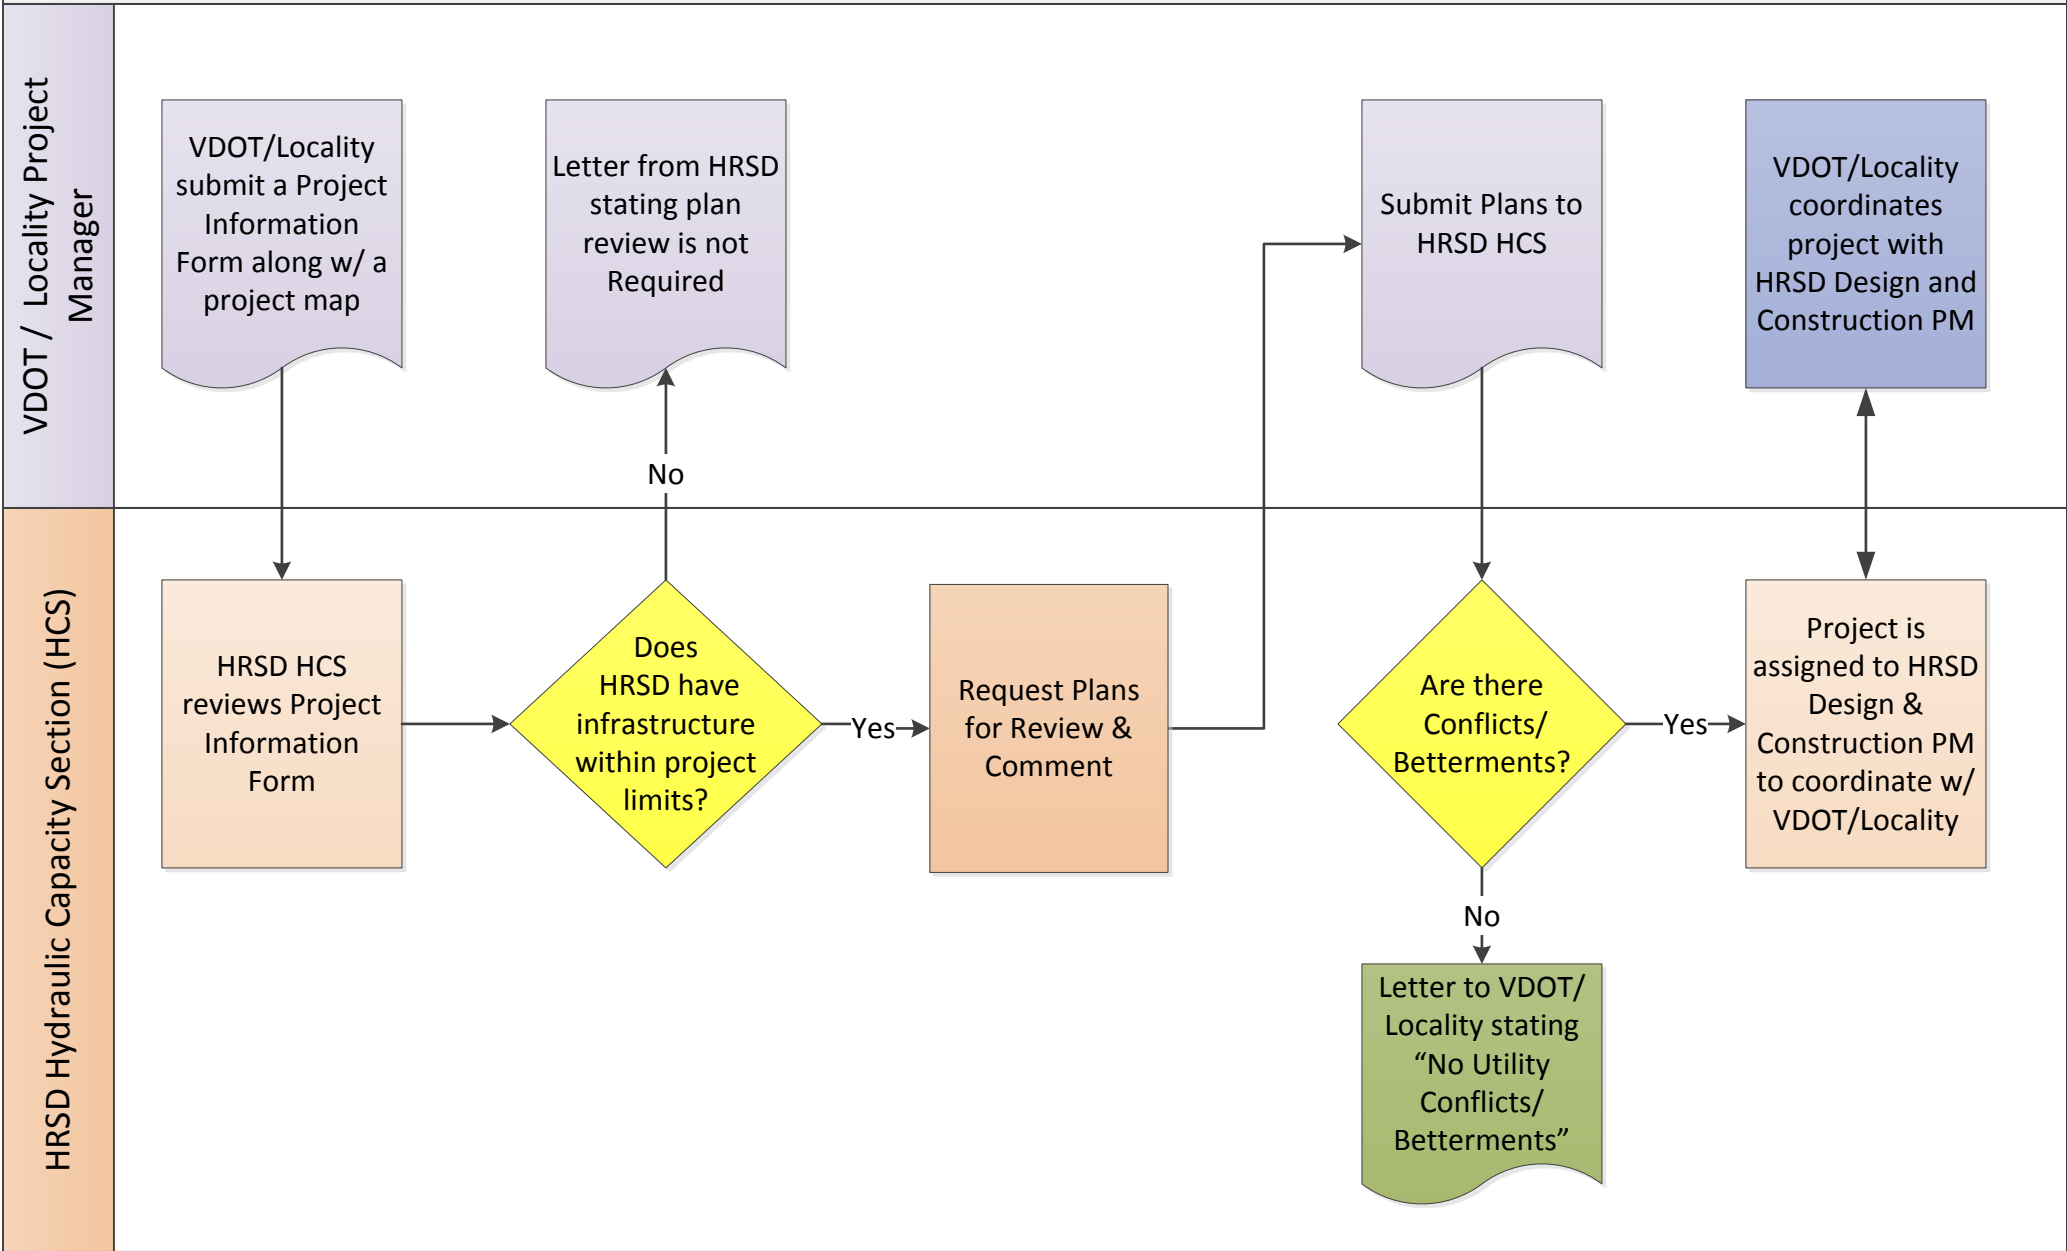 VDOT / Locality Project
Manager
VDOT/Locality
submit a Project
Information
Form along w/ a
project map
Letter from HRSD
stating plan
review is not
Required
Submit Plans to
HRSD HCS
VDOT/Locality
coordinates
project with
HRSD Design and
Construction PM
No
HRSD Hydraulic Capacity Section (HCS)
HRSD HCS
reviews Project
Information
Form
Does
HRSD have
infrastructure
within project
limits?
Yes
Request Plans
for Review &
Comment
Are there
Conflicts/
Betterments?
Yes
Project is
assigned to HRSD
Design &
Construction PM
to coordinate w/
VDOT/Locality
No
Letter to VDOT/
Locality stating
“No Utility
Conflicts/
Betterments”